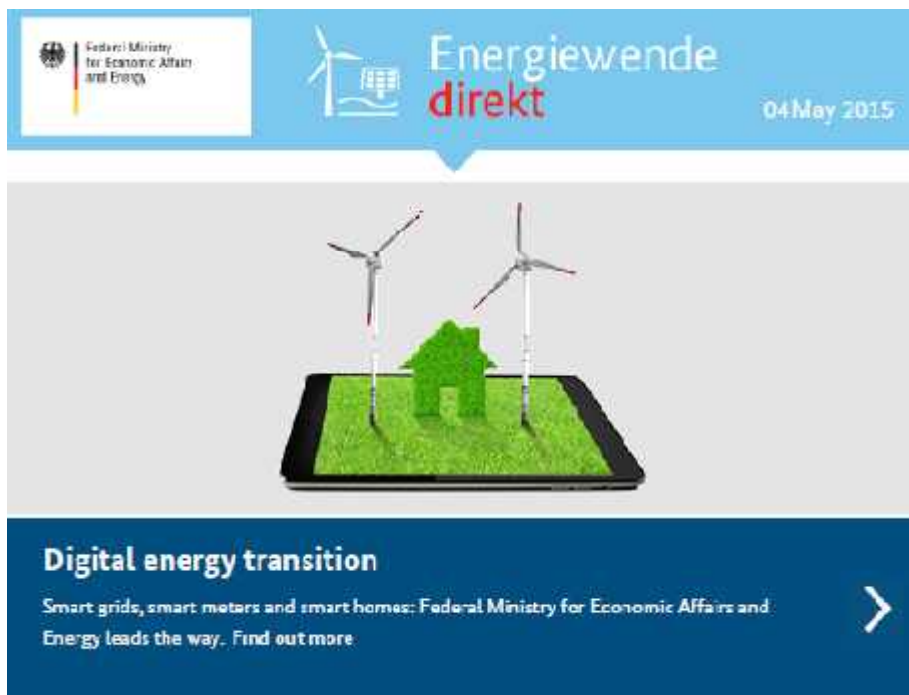 Federal Ministry
for Economic Affairs
and Energy
Energiewende
direkt
04 May 2015
Digital energy transition
Smart grids, smart meters and smart homes: Federal Ministry for Economic Affairs and
Energy leads the way. Find out more